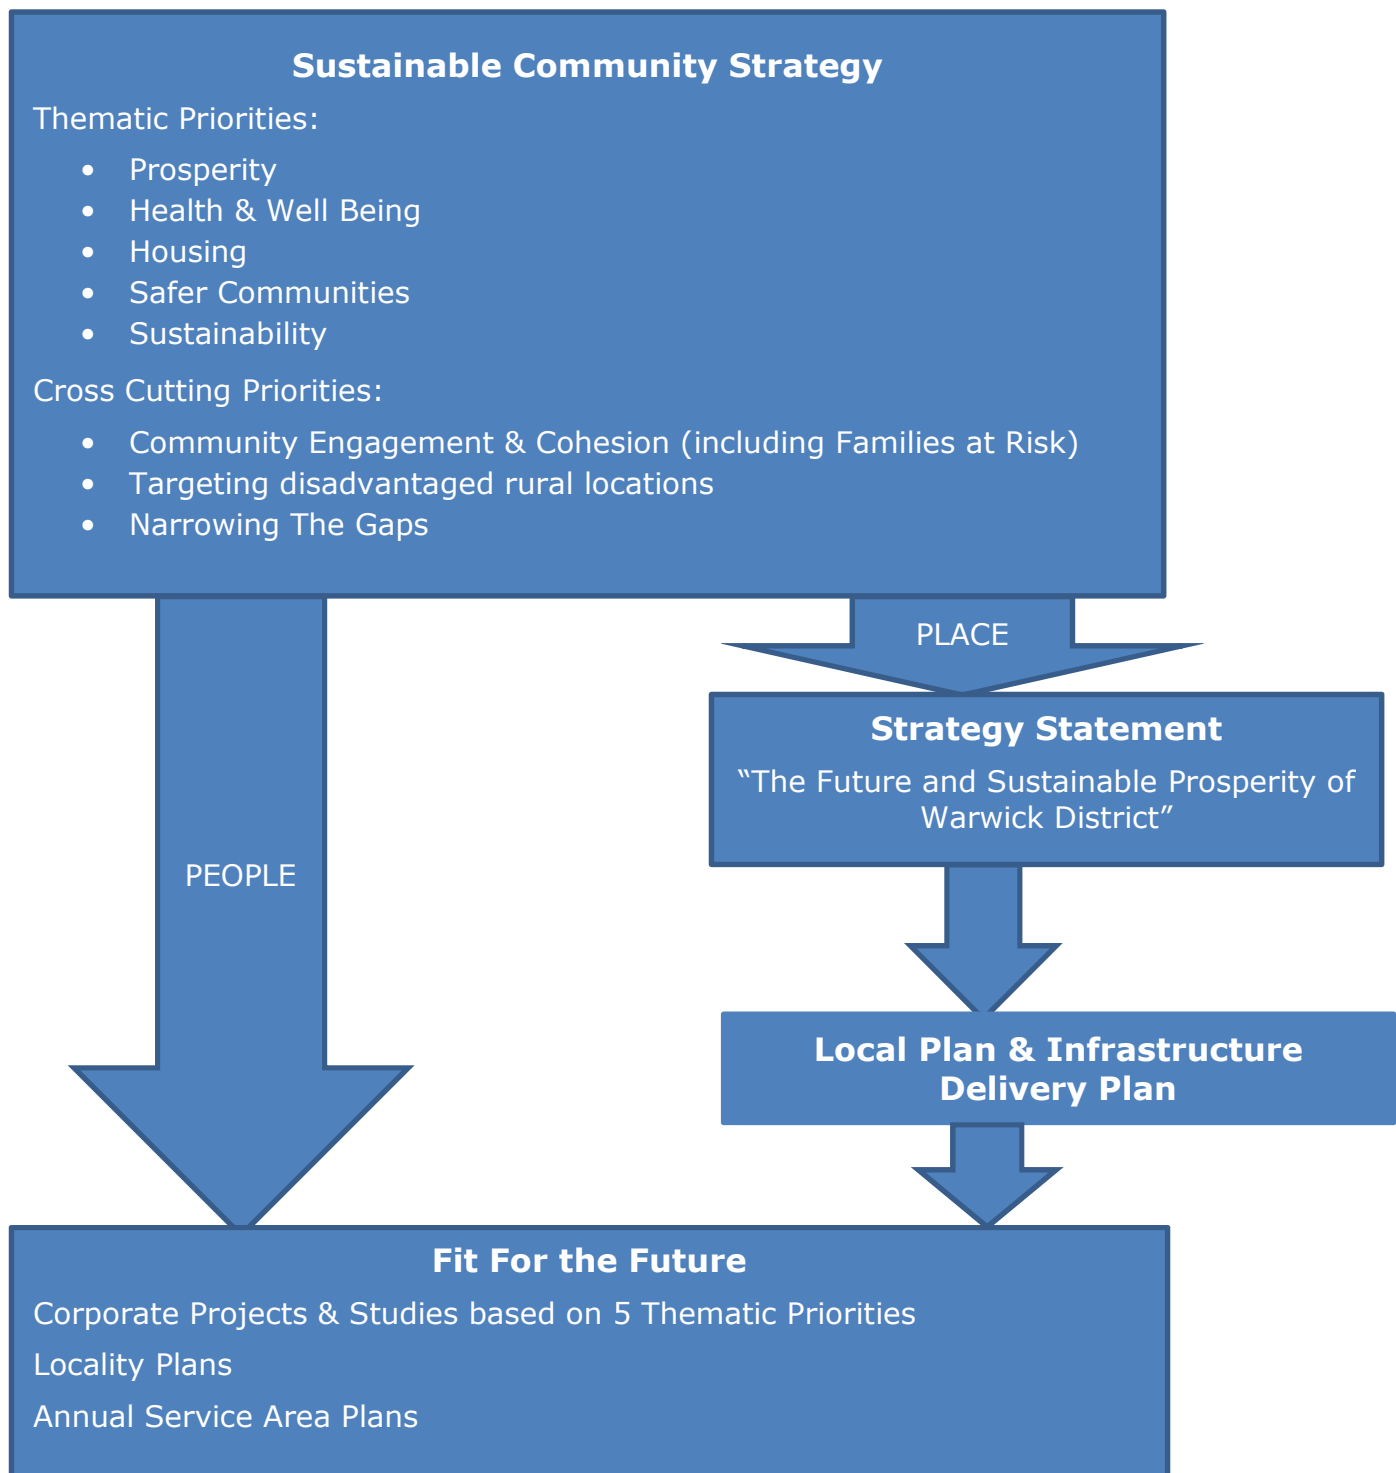 Sustainable Community Strategy
Thematic Priorities:
• Prosperity
• Health & Well Being
• Housing
• Safer Communities
• Sustainability
Cross Cutting Priorities:
• Community Engagement & Cohesion (including Families at Risk)
• Targeting disadvantaged rural locations
• Narrowing The Gaps
PLACE
Strategy Statement
“The Future and Sustainable Prosperity of
Warwick District”
PEOPLE
Local Plan & Infrastructure
Delivery Plan
Fit For the Future
Corporate Projects & Studies based on 5 Thematic Priorities
Locality Plans
Annual Service Area Plans